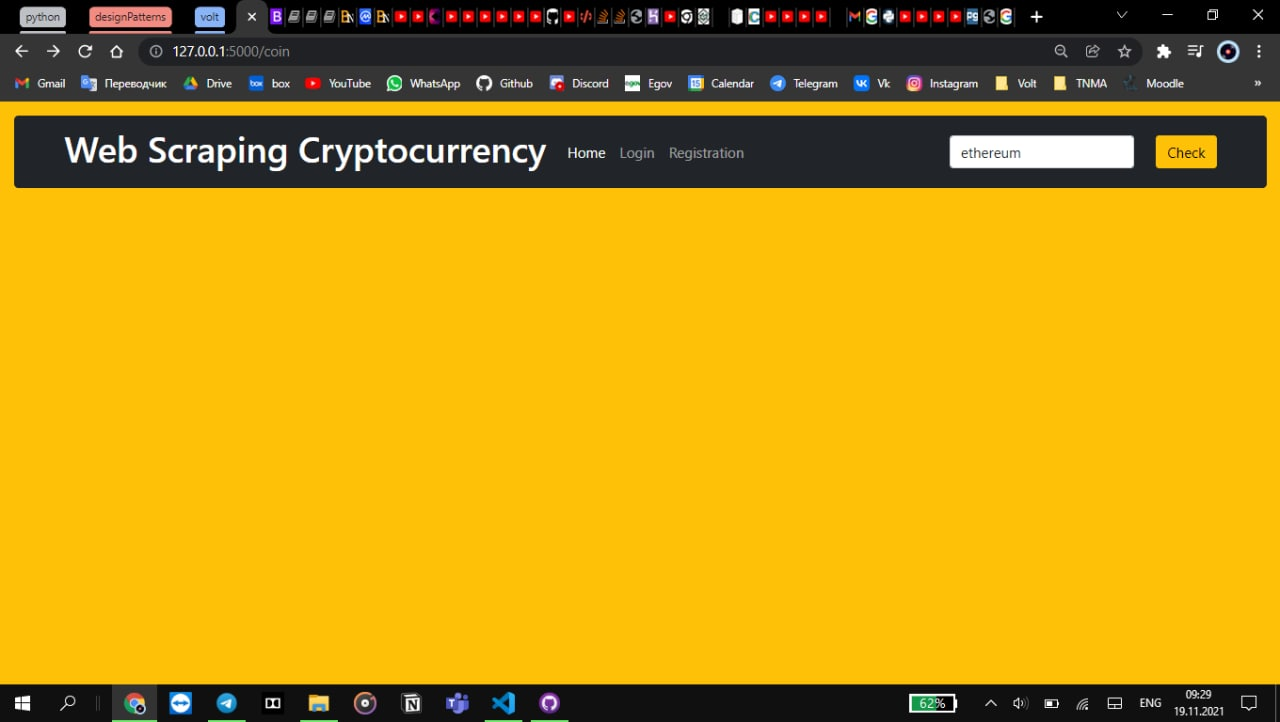 python designPatterns volt
127.0.0.1:5000/coin
Gmail Переводчик Drive box YouTube WhatsApp Github Discord Egov Calendar Telegram Vk Instagram Volt TNMA Moodle »
Web Scraping Cryptocurrency Home Login Registration ethereum Check
62% ENG 09:29
19.11.2021